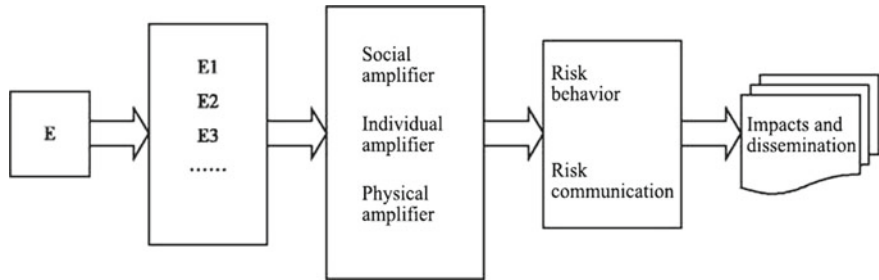 E
E1
E2
E3
......
Social
amplifier
Individual
amplifier
Physical
amplifier
Risk
behavior
Risk
communication
Impacts and
dissemination